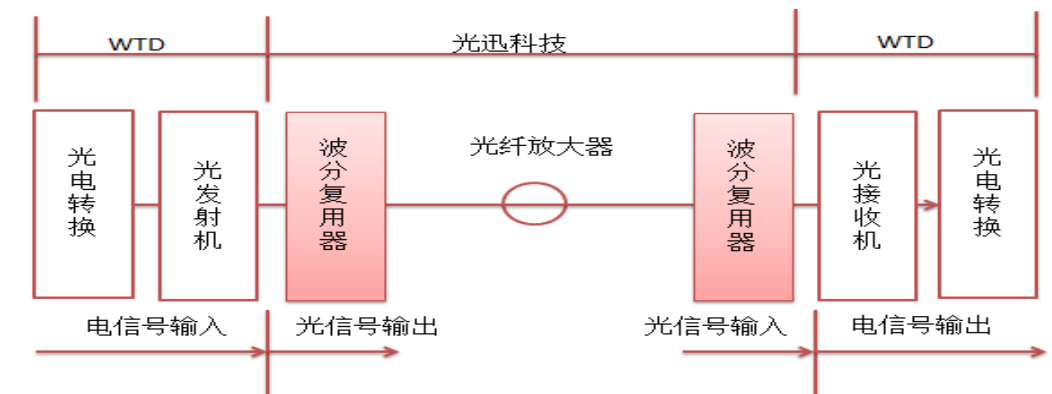 WTD
光迅科技
WTD
光电转换
光发射机
波分复用器
光纤放大器
波分复用器
光接收机
光电转换
电信号输入
光信号输出
光信号输入
电信号输出